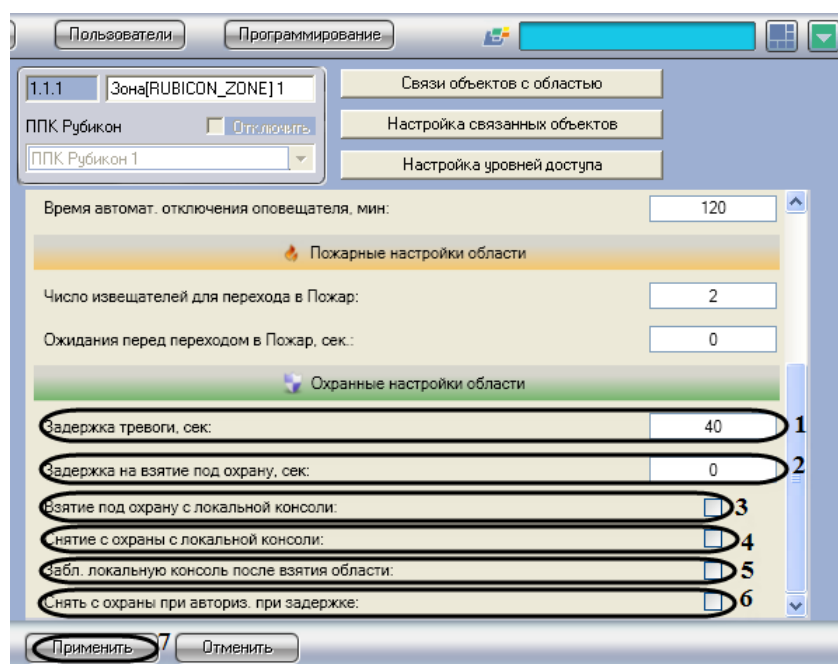 Пользователи Программирование
1.1.1 Зона[RUBICON_ZONE] 1 Связи объектов с областью
ППК Рубикон Отключить Настройка связанных объектов
ППК Рубикон 1 Настройка уровней доступа
Время автомат. отключения оповещателя, мин: 120
Пожарные настройки области
Число извещателей для перехода в Пожар: 2
Ожидания перед переходом в Пожар, сек.: 0
Охранные настройки области
Задержка тревоги, сек: 40 1
Задержка на взятие под охрану, сек: 0 2
Взятие под охрану с локальной консоли: 3
Снятие с охраны с локальной консоли: 4
Забл. локальную консоль после взятия области: 5
Снять с охраны при авториз. при задержке: 6
Применить 7 Отменить